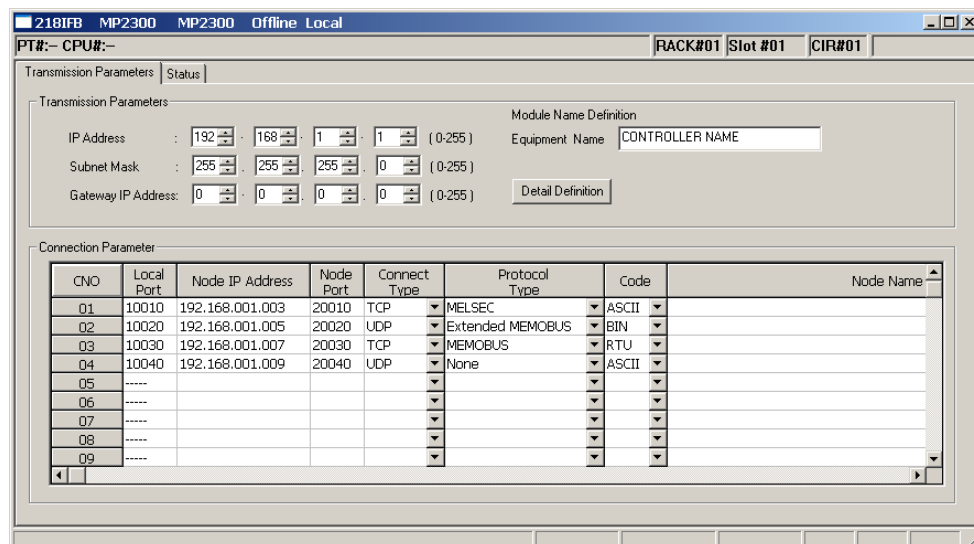 218IFB MP2300 MP2300 Offline Local
PT#:– CPU#:– RACK#01 Slot #01 CIR#01
Transmission Parameters Status
Transmission Parameters
Module Name Definition
IP Address : 192 . 168 . 1 . 1 ( 0-255 ) Equipment Name CONTROLLER NAME
Subnet Mask : 255 . 255 . 255 . 0 ( 0-255 )
Gateway IP Address: 0 . 0 . 0 . 0 ( 0-255 ) Detail Definition
Connection Parameter
CNO Local Port Node IP Address Node Port Connect Type Protocol Type Code Node Name
01 10010 192.168.001.003 20010 TCP MELSEC ASCII
02 10020 192.168.001.005 20020 UDP Extended MEMOBUS BIN
03 10030 192.168.001.007 20030 TCP MEMOBUS RTU
04 10040 192.168.001.009 20040 UDP None ASCII
05 -----
06 -----
07 -----
08 -----
09 -----